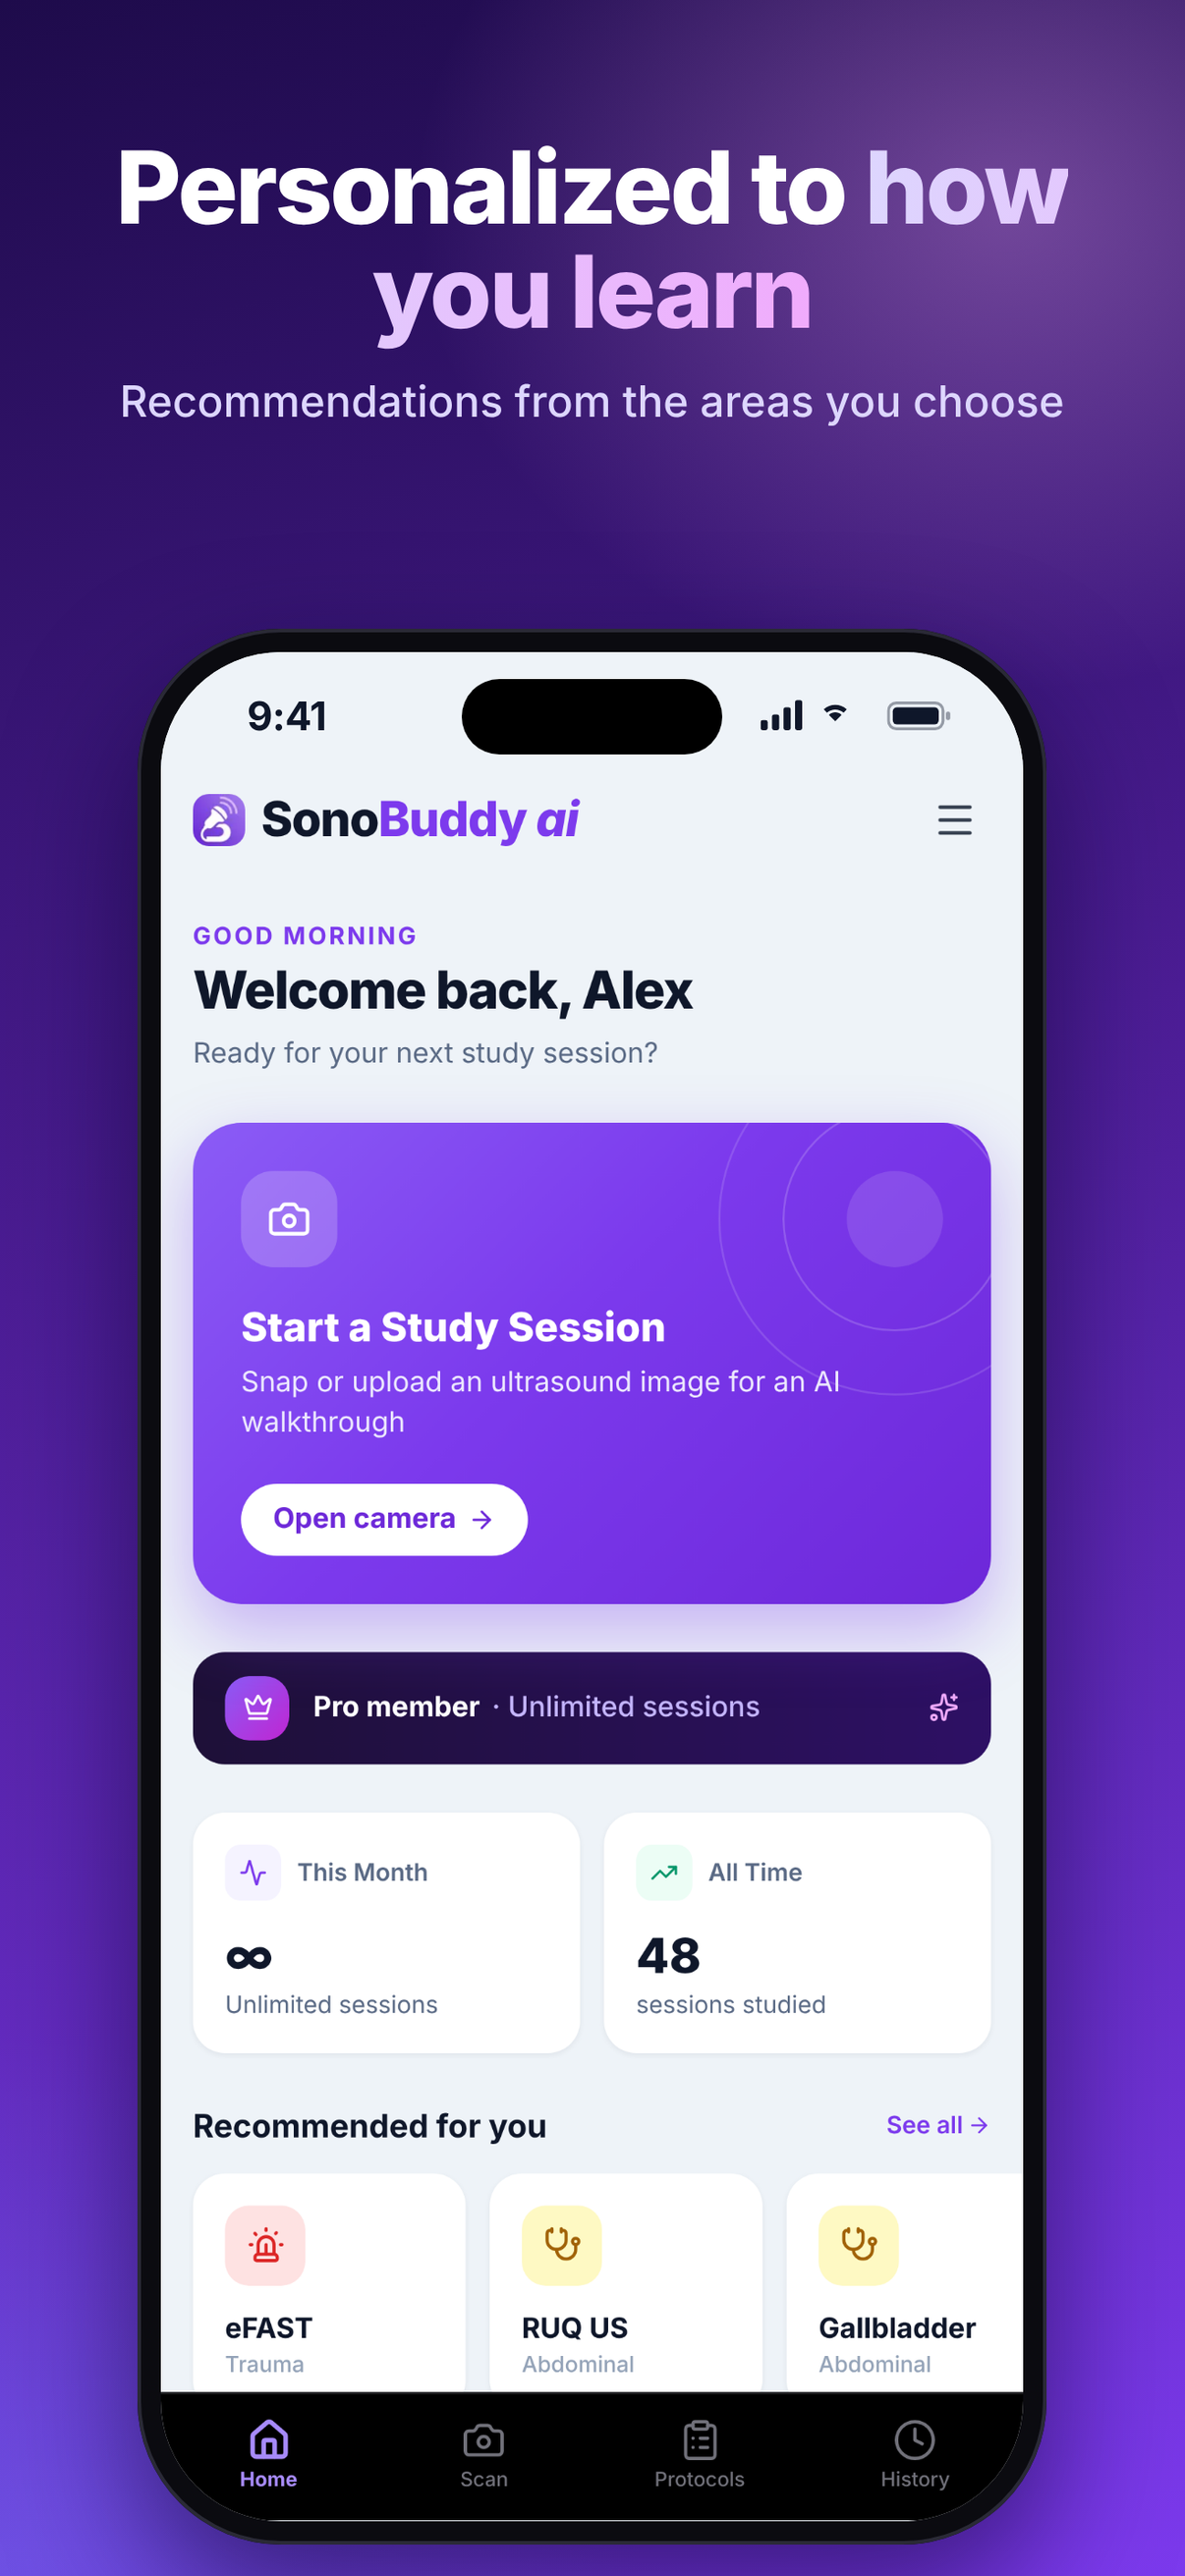 Personalized to how
you learn
Recommendations from the areas you choose
9:41
SonoBuddy ai
GOOD MORNING
Welcome back, Alex
Ready for your next study session?
Start a Study Session
Snap or upload an ultrasound image for an AI
walkthrough
Open camera →
Pro member · Unlimited sessions
This Month
∞
Unlimited sessions
All Time
48
sessions studied
Recommended for you
See all →
eFAST
Trauma
RUQ US
Abdominal
Gallbladder
Abdominal
Home
Scan
Protocols
History